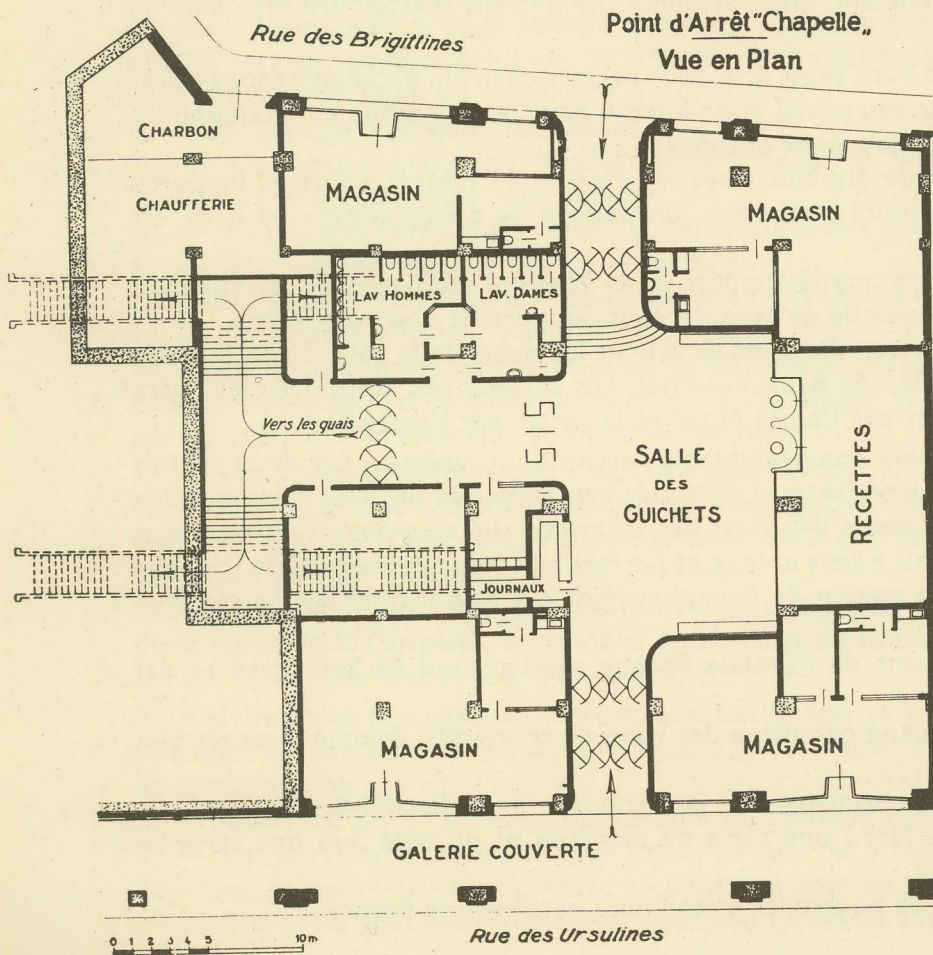 Point d'Arrêt "Chapelle„
Vue en Plan
Rue des Brigittines
CHARBON
CHAUFFERIE
MAGASIN
MAGASIN
LAV HOMMES
LAV. DAMES
Vers les quais
SALLE
DES
GUICHETS
RECETTES
JOURNAUX
MAGASIN
MAGASIN
GALERIE COUVERTE
0 1 2 3 4 5 10m
Rue des Ursulines